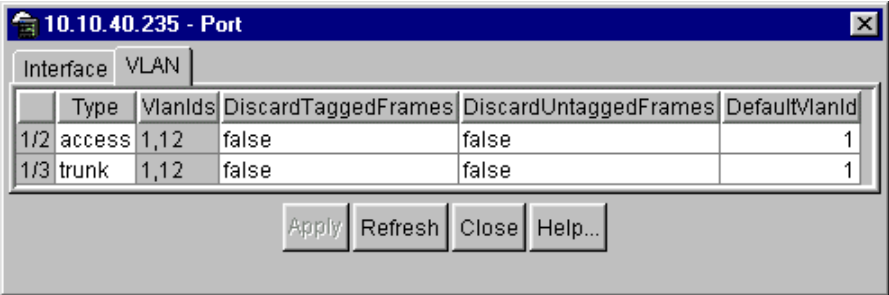 10.10.40.235 - Port
Interface VLAN
Type VlanIds DiscardTaggedFrames DiscardUntaggedFrames DefaultVlanId
1/2 access 1,12 false false 1
1/3 trunk 1,12 false false 1
Apply Refresh Close Help...